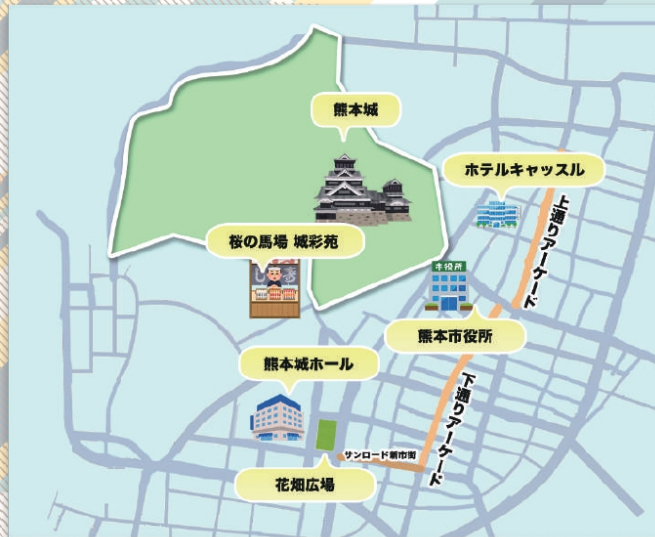 熊本城
ホテルキャッスル
上通りアーケード
桜の馬場 城彩苑
市役所
熊本市役所
熊本城ホール
下通りアーケード
サンロード新市街
花畑広場